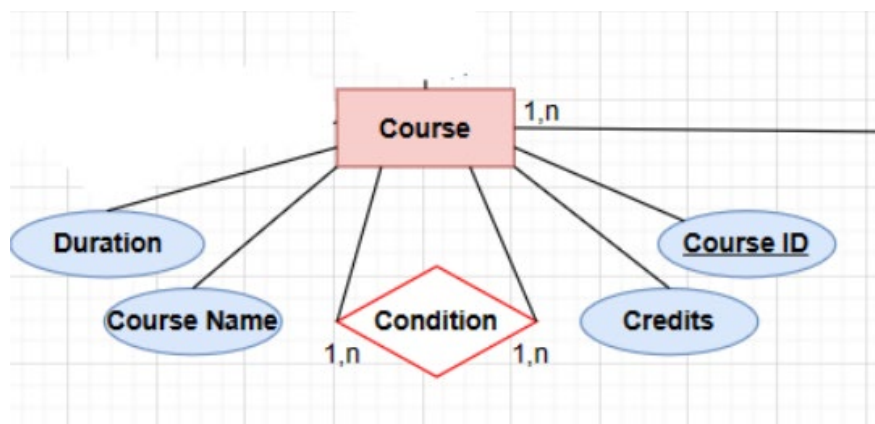 Course
1,n
Duration
Course ID
Course Name
Condition
Credits
1,n
1,n